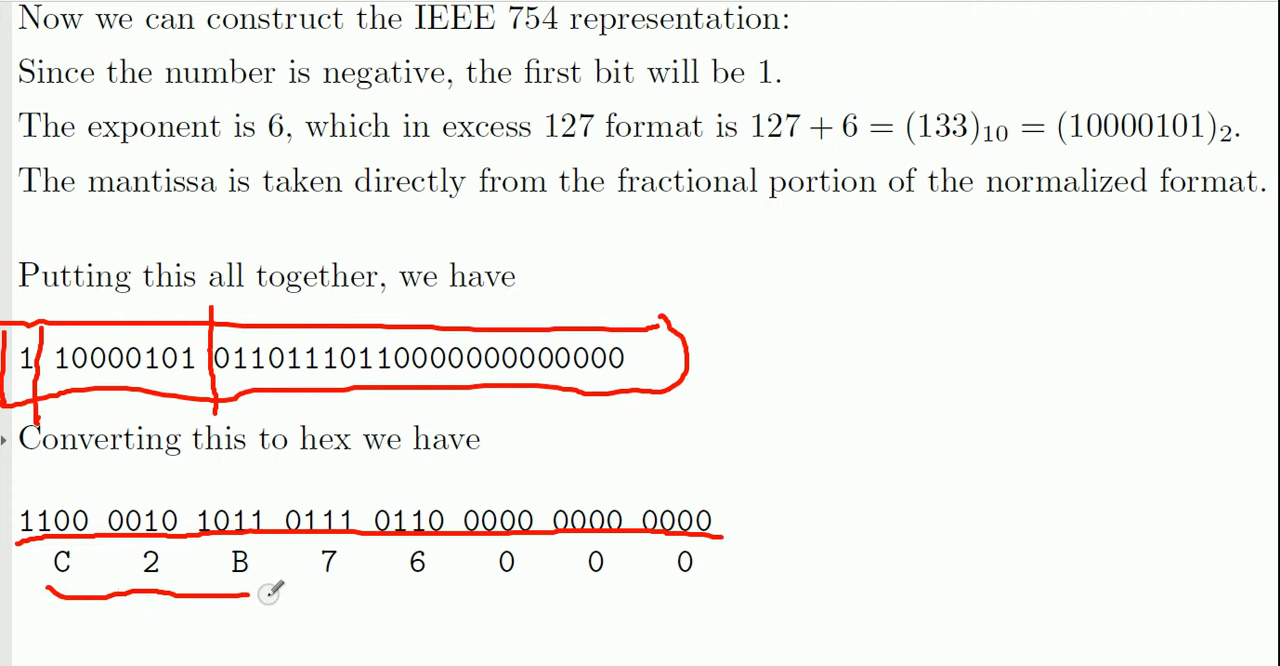 Now we can construct the IEEE 754 representation:
Since the number is negative, the first bit will be 1.
The exponent is 6, which in excess 127 format is 127 + 6 = (133)₁₀ = (10000101)₂.
The mantissa is taken directly from the fractional portion of the normalized format.
Putting this all together, we have
1 10000101 01101110110000000000000
Converting this to hex we have
1100 0010 1011 0111 0110 0000 0000 0000
C 2 B 7 6 0 0 0